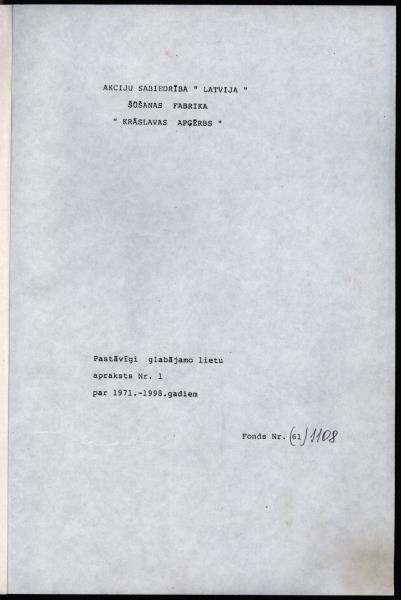 AKCIJU SABIEDRĪBA " LATVIJA "
ŠŪŠANAS FABRIKA
" KRĀSLAVAS APĢĒRBS "
Pastāvīgi glabājamo lietu
apraksts Nr. 1
par 1971.-1998.gadiem
Fonds Nr. (61) 1108